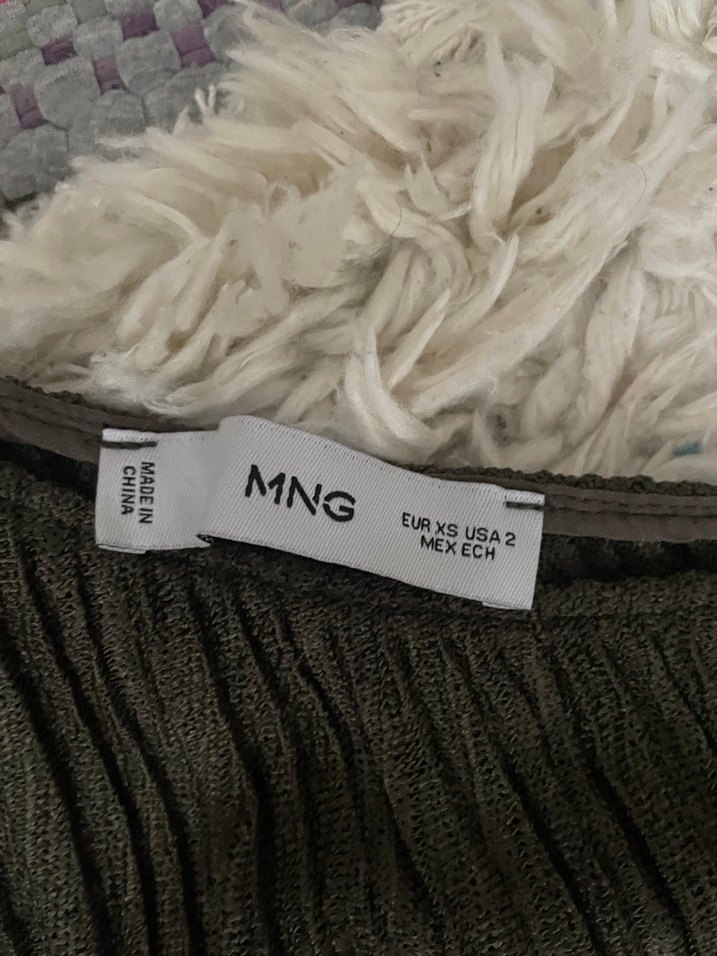 MADE IN
CHINA
MNG
EUR XS USA 2
MEX ECH